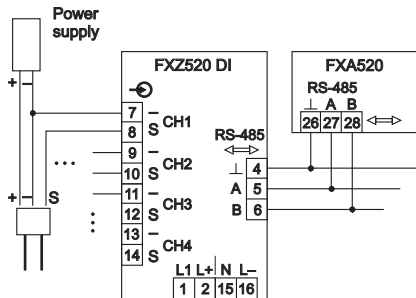 Power
supply
+ −
+ − S
FXZ520 DI
7 −
8 S
CH1
9 −
10 S
CH2
11 −
12 S
CH3
13 −
14 S
CH4
...
...
RS-485
⊥ 4
A 5
B 6
L1 L+ N L−
1 2 15 16
FXA520
RS-485
⊥ A B
26 27 28